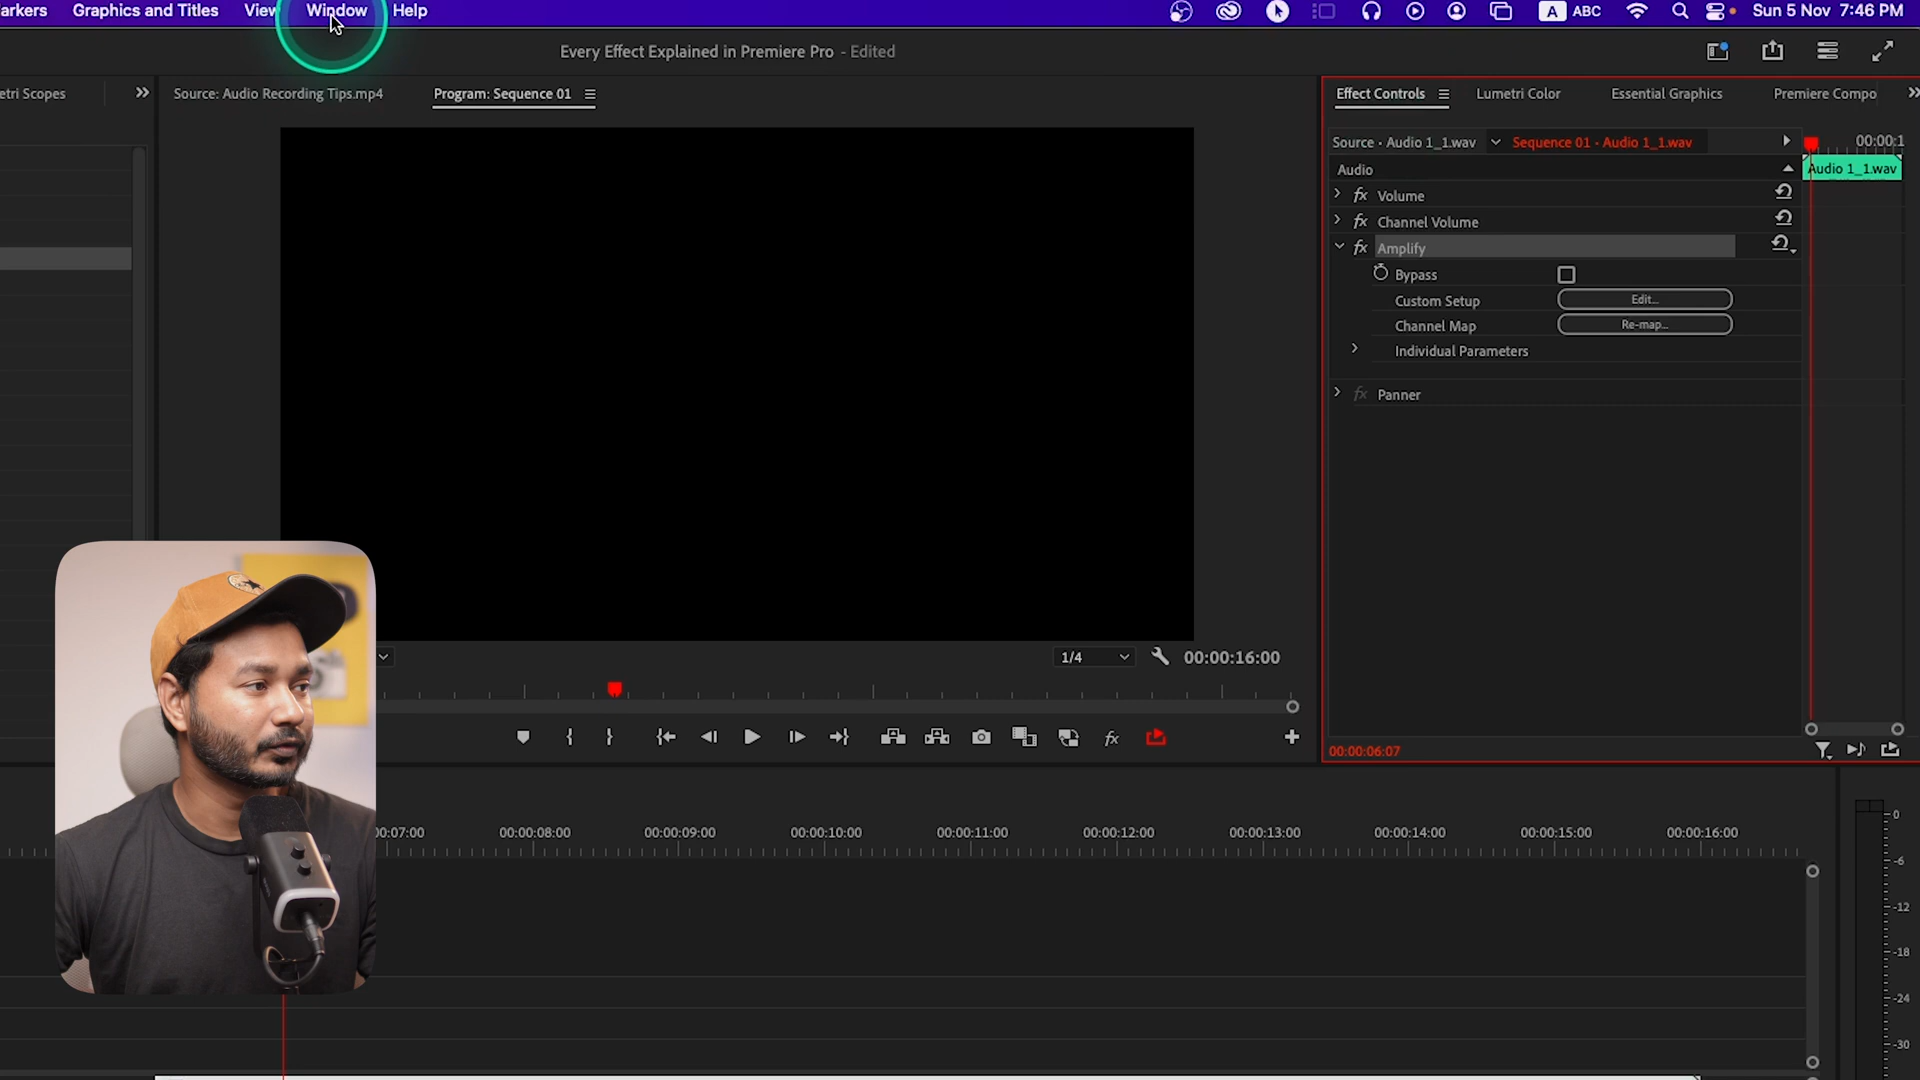 arkers Graphics and Titles View Window Help A ABC Sun 5 Nov 7:46 PM
Every Effect Explained in Premiere Pro - Edited
etri Scopes
Source: Audio Recording Tips.mp4 Program: Sequence 01
Effect Controls Lumetri Color Essential Graphics Premiere Compo
Source · Audio 1_1.wav Sequence 01 · Audio 1_1.wav 00:00:1
Audio Audio 1_1.wav
fx Volume
fx Channel Volume
fx Amplify
Bypass
Custom Setup Edit...
Channel Map Re-map...
Individual Parameters
fx Panner
1/4 00:00:16:00
fx
00:00:06:07
00:07:00 00:00:08:00 00:00:09:00 00:00:10:00 00:00:11:00 00:00:12:00 00:00:13:00 00:00:14:00 00:00:15:00 00:00:16:00
0
-6
-12
-18
-24
-30